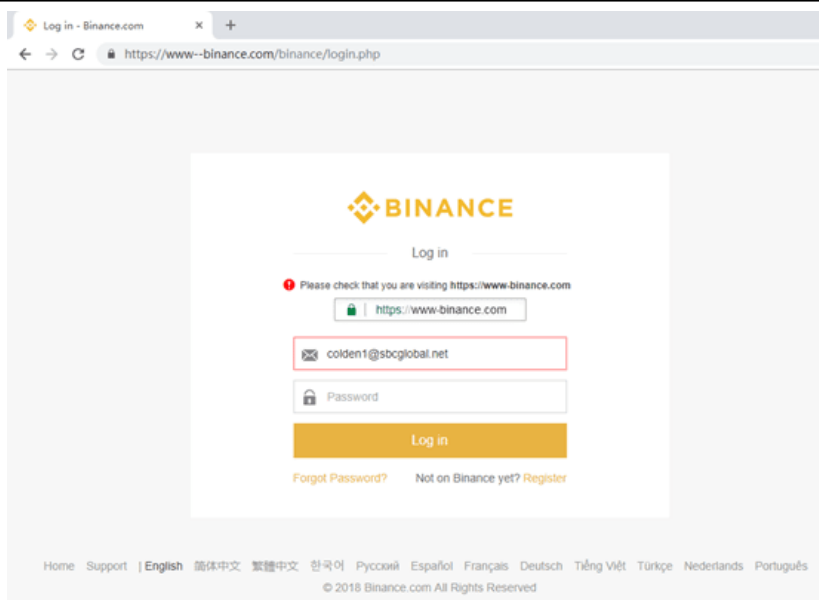 Log in - Binance.com
https://www--binance.com/binance/login.php
BINANCE
Log in
Please check that you are visiting https://www-binance.com
https://www-binance.com
colden1@sbcglobal.net
Password
Log in
Forgot Password? Not on Binance yet? Register
Home Support | English 简体中文 繁體中文 한국어 Русский Español Français Deutsch Tiếng Việt Türkçe Nederlands Português
© 2018 Binance.com All Rights Reserved